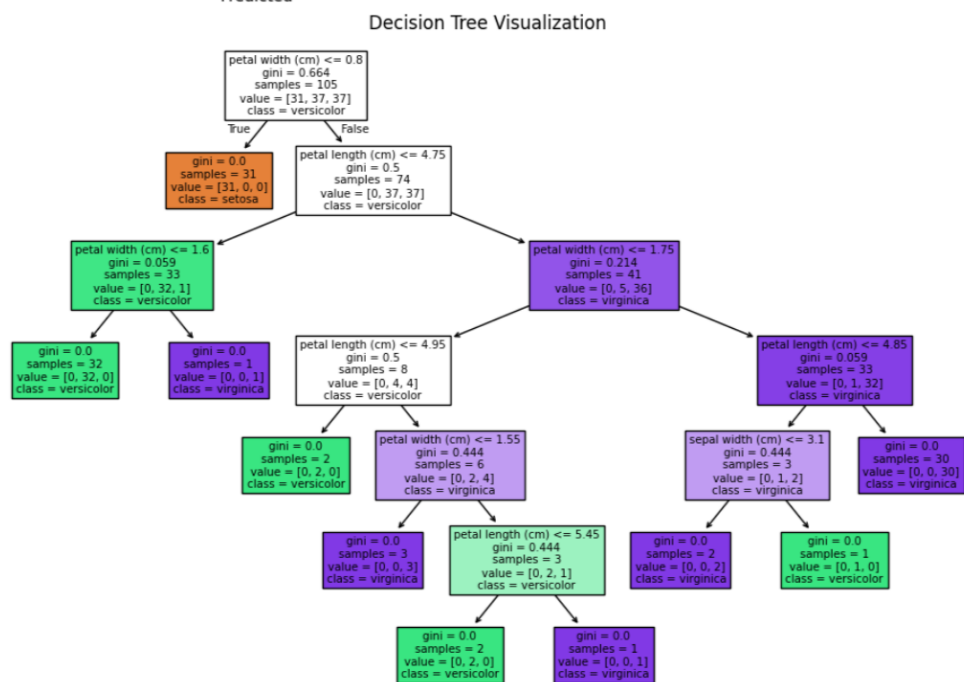 Predicted
Decision Tree Visualization
petal width (cm) <= 0.8
gini = 0.664
samples = 105
value = [31, 37, 37]
class = versicolor
True
False
gini = 0.0
samples = 31
value = [31, 0, 0]
class = setosa
petal length (cm) <= 4.75
gini = 0.5
samples = 74
value = [0, 37, 37]
class = versicolor
petal width (cm) <= 1.6
gini = 0.059
samples = 33
value = [0, 32, 1]
class = versicolor
petal width (cm) <= 1.75
gini = 0.214
samples = 41
value = [0, 5, 36]
class = virginica
gini = 0.0
samples = 32
value = [0, 32, 0]
class = versicolor
gini = 0.0
samples = 1
value = [0, 0, 1]
class = virginica
petal length (cm) <= 4.95
gini = 0.5
samples = 8
value = [0, 4, 4]
class = versicolor
petal length (cm) <= 4.85
gini = 0.059
samples = 33
value = [0, 1, 32]
class = virginica
gini = 0.0
samples = 2
value = [0, 2, 0]
class = versicolor
petal width (cm) <= 1.55
gini = 0.444
samples = 6
value = [0, 2, 4]
class = virginica
sepal width (cm) <= 3.1
gini = 0.444
samples = 3
value = [0, 1, 2]
class = virginica
gini = 0.0
samples = 30
value = [0, 0, 30]
class = virginica
gini = 0.0
samples = 3
value = [0, 0, 3]
class = virginica
petal length (cm) <= 5.45
gini = 0.444
samples = 3
value = [0, 2, 1]
class = versicolor
gini = 0.0
samples = 2
value = [0, 0, 2]
class = virginica
gini = 0.0
samples = 1
value = [0, 1, 0]
class = versicolor
gini = 0.0
samples = 2
value = [0, 2, 0]
class = versicolor
gini = 0.0
samples = 1
value = [0, 0, 1]
class = virginica